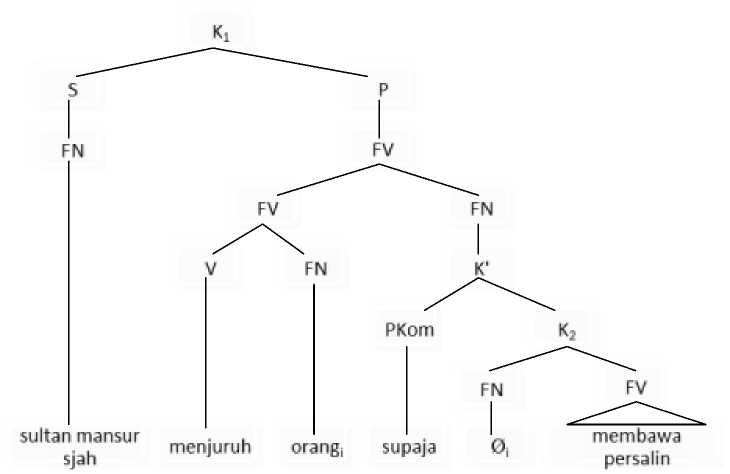 K₁
S P
FN FV
FV FN
V FN K'
PKom K₂
FN FV
sultan mansur sjah menjuruh orangᵢ supaja Øᵢ membawa persalin